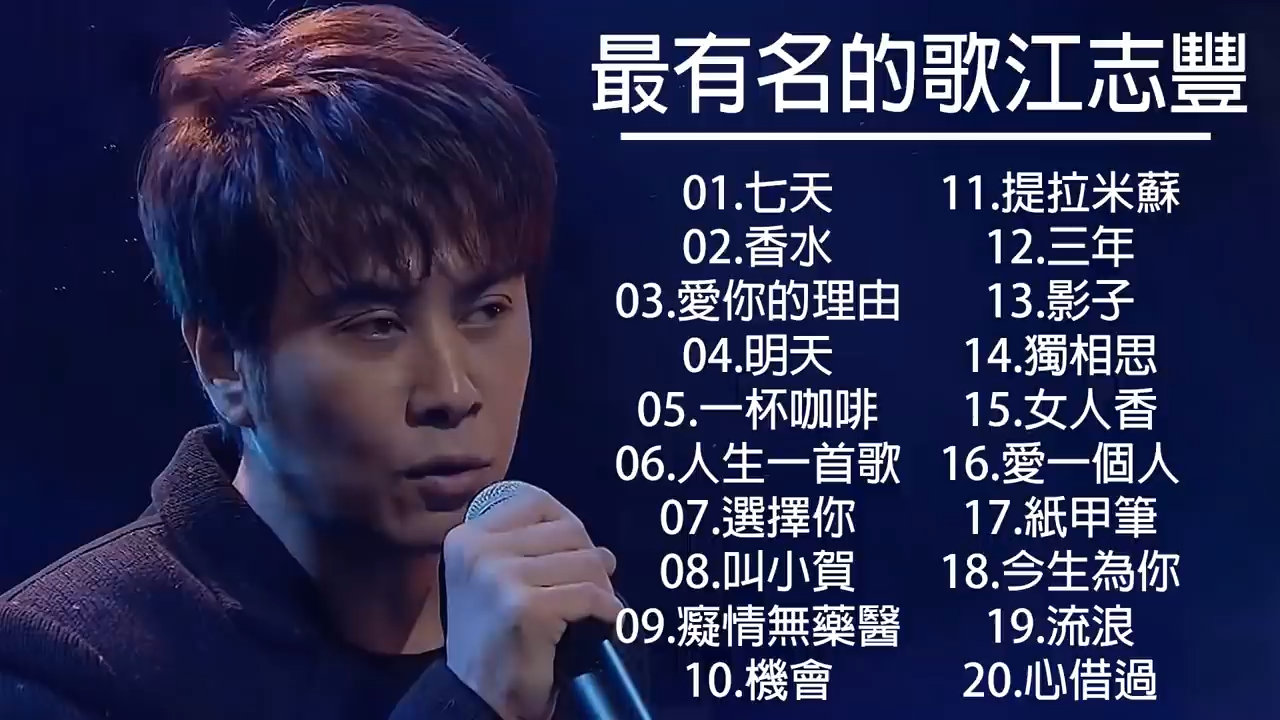 最有名的歌江志豐
01.七天
02.香水
03.愛你的理由
04.明天
05.一杯咖啡
06.人生一首歌
07.選擇你
08.叫小賀
09.癡情無藥醫
10.機會
11.提拉米蘇
12.三年
13.影子
14.獨相思
15.女人香
16.愛一個人
17.紙甲筆
18.今生為你
19.流浪
20.心借過